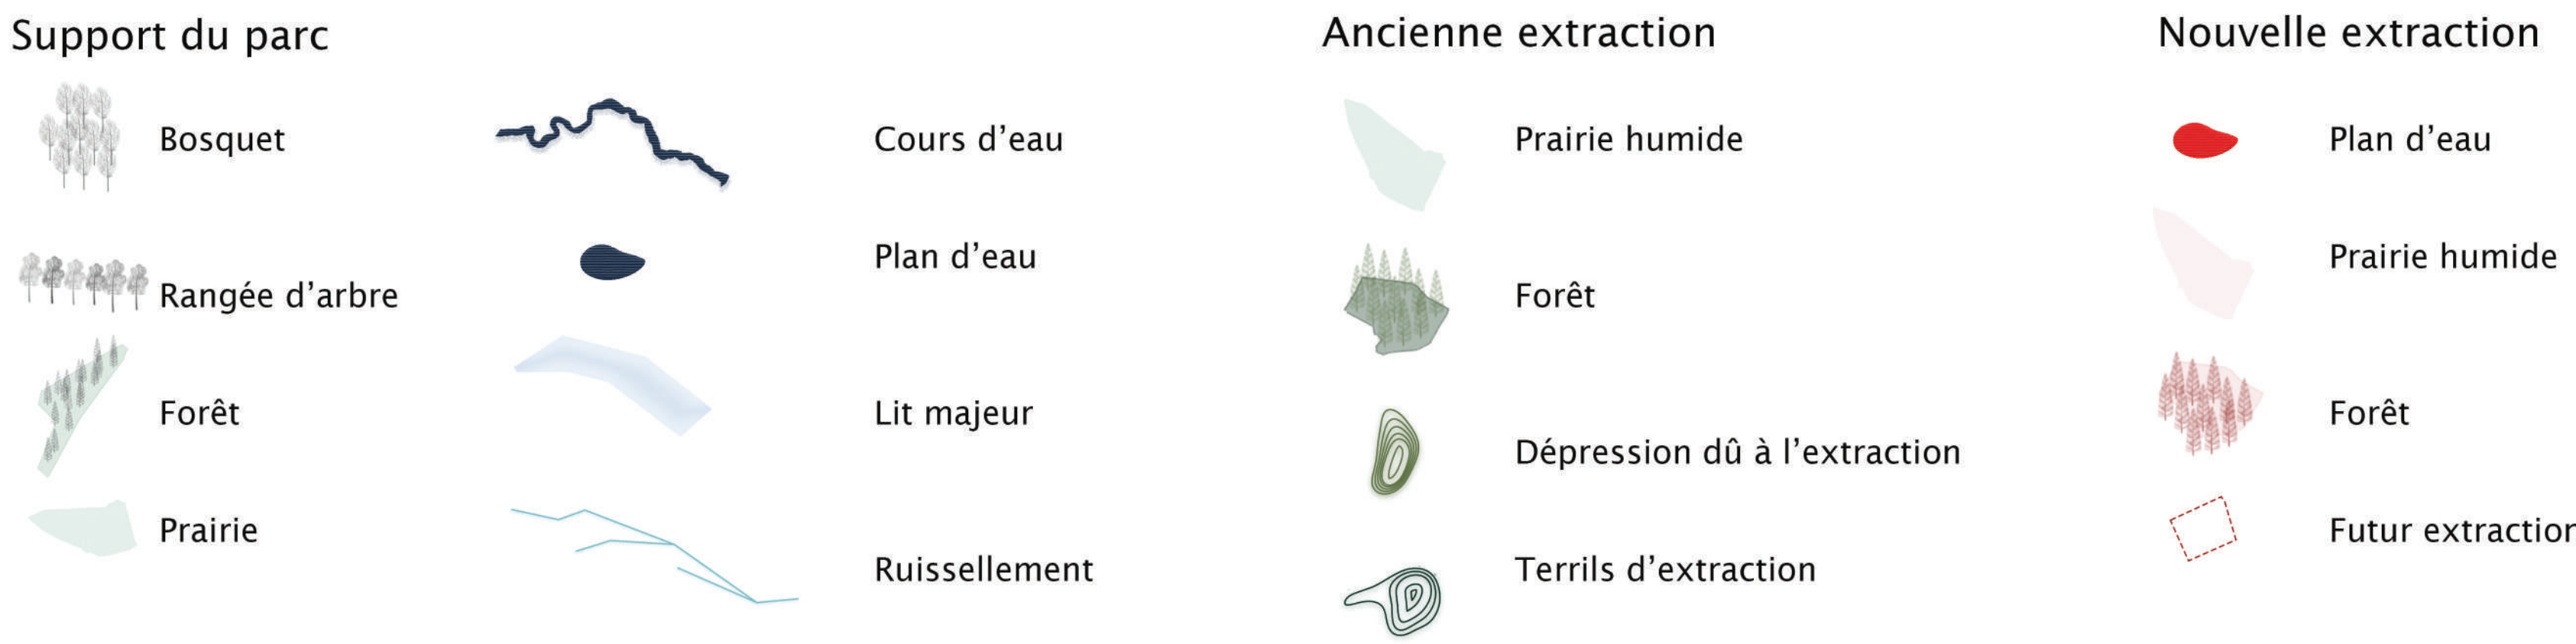 Support du parc
Bosquet
Rangée d'arbre
Forêt
Prairie
Cours d'eau
Plan d'eau
Lit majeur
Ruissellement
Ancienne extraction
Prairie humide
Forêt
Dépression dû à l'extraction
Terrils d'extraction
Nouvelle extraction
Plan d'eau
Prairie humide
Forêt
Futur extraction